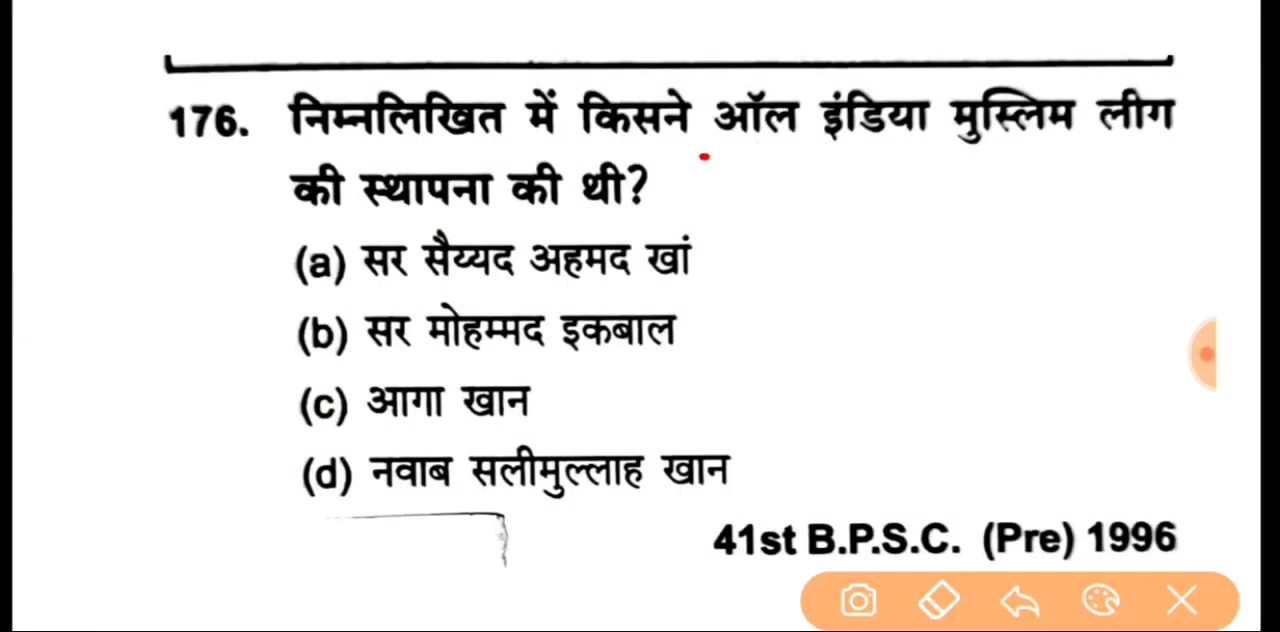 176. निम्नलिखित में किसने ऑल इंडिया मुस्लिम लीग
की स्थापना की थी?
(a) सर सैय्यद अहमद खां
(b) सर मोहम्मद इकबाल
(c) आगा खान
(d) नवाब सलीमुल्लाह खान
41st B.P.S.C. (Pre) 1996